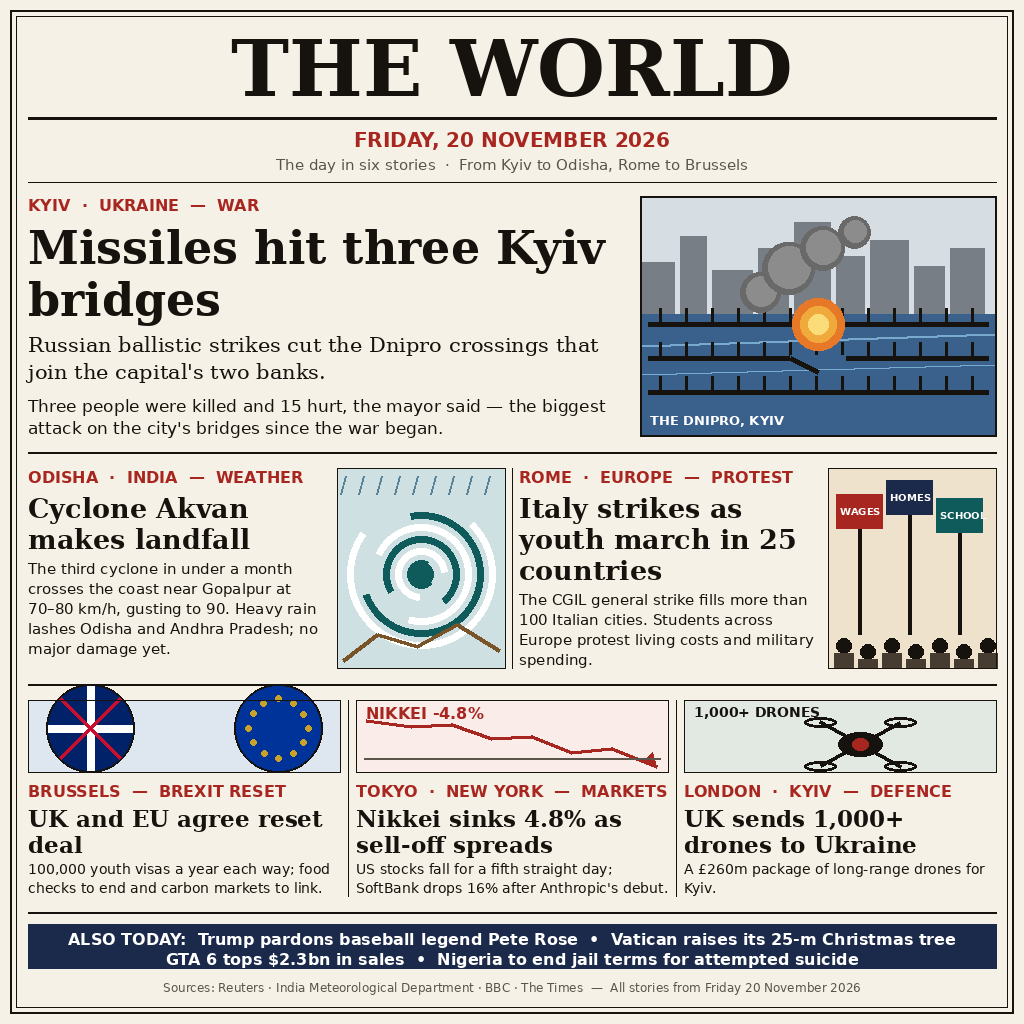 THE WORLD
FRIDAY, 20 NOVEMBER 2026
The day in six stories · From Kyiv to Odisha, Rome to Brussels
KYIV · UKRAINE — WAR
Missiles hit three Kyiv
bridges
Russian ballistic strikes cut the Dnipro crossings that
join the capital's two banks.
Three people were killed and 15 hurt, the mayor said — the biggest
attack on the city's bridges since the war began.
THE DNIPRO, KYIV
ODISHA · INDIA — WEATHER
Cyclone Akvan
makes landfall
The third cyclone in under a month
crosses the coast near Gopalpur at
70–80 km/h, gusting to 90. Heavy rain
lashes Odisha and Andhra Pradesh; no
major damage yet.
ROME · EUROPE — PROTEST
Italy strikes as
youth march in 25
countries
The CGIL general strike fills more than
100 Italian cities. Students across
Europe protest living costs and military
spending.
WAGES
HOMES
SCHOOL
BRUSSELS — BREXIT RESET
UK and EU agree reset
deal
100,000 youth visas a year each way; food
checks to end and carbon markets to link.
NIKKEI -4.8%
TOKYO · NEW YORK — MARKETS
Nikkei sinks 4.8% as
sell-off spreads
US stocks fall for a fifth straight day;
SoftBank drops 16% after Anthropic's debut.
1,000+ DRONES
LONDON · KYIV — DEFENCE
UK sends 1,000+
drones to Ukraine
A £260m package of long-range drones for
Kyiv.
ALSO TODAY: Trump pardons baseball legend Pete Rose • Vatican raises its 25-m Christmas tree
GTA 6 tops $2.3bn in sales • Nigeria to end jail terms for attempted suicide
Sources: Reuters · India Meteorological Department · BBC · The Times — All stories from Friday 20 November 2026